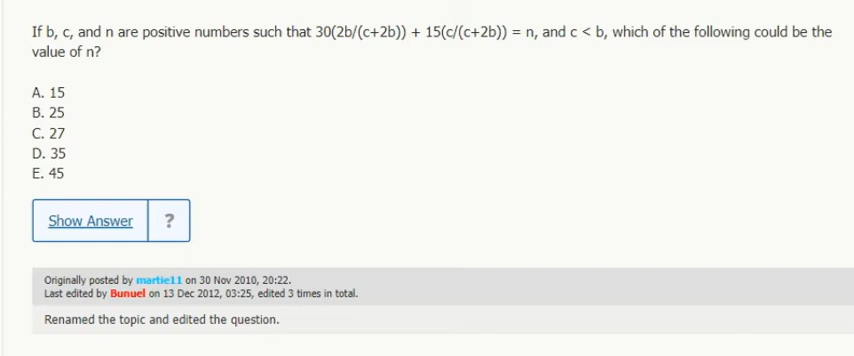 If b, c, and n are positive numbers such that 30(2b/(c+2b)) + 15(c/(c+2b)) = n, and c < b, which of the following could be the
value of n?
A. 15
B. 25
C. 27
D. 35
E. 45
Show Answer ?
Originally posted by martie11 on 30 Nov 2010, 20:22.
Last edited by Bunuel on 13 Dec 2012, 03:25, edited 3 times in total.
Renamed the topic and edited the question.